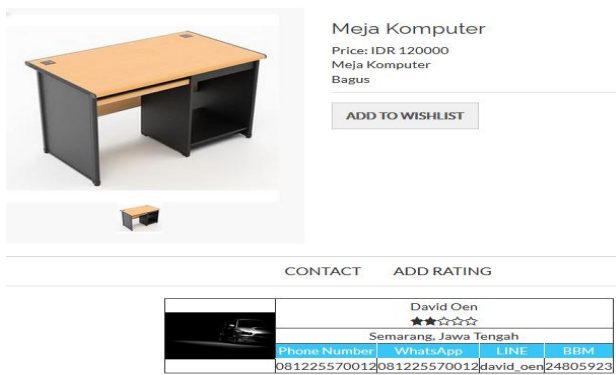 Meja Komputer
Price: IDR 120000
Meja Komputer
Bagus
ADD TO WISHLIST
CONTACT ADD RATING
David Oen
★★☆☆☆
Semarang, Jawa Tengah
Phone Number WhatsApp LINE BBM
081225570012 081225570012 david_oen 24805923